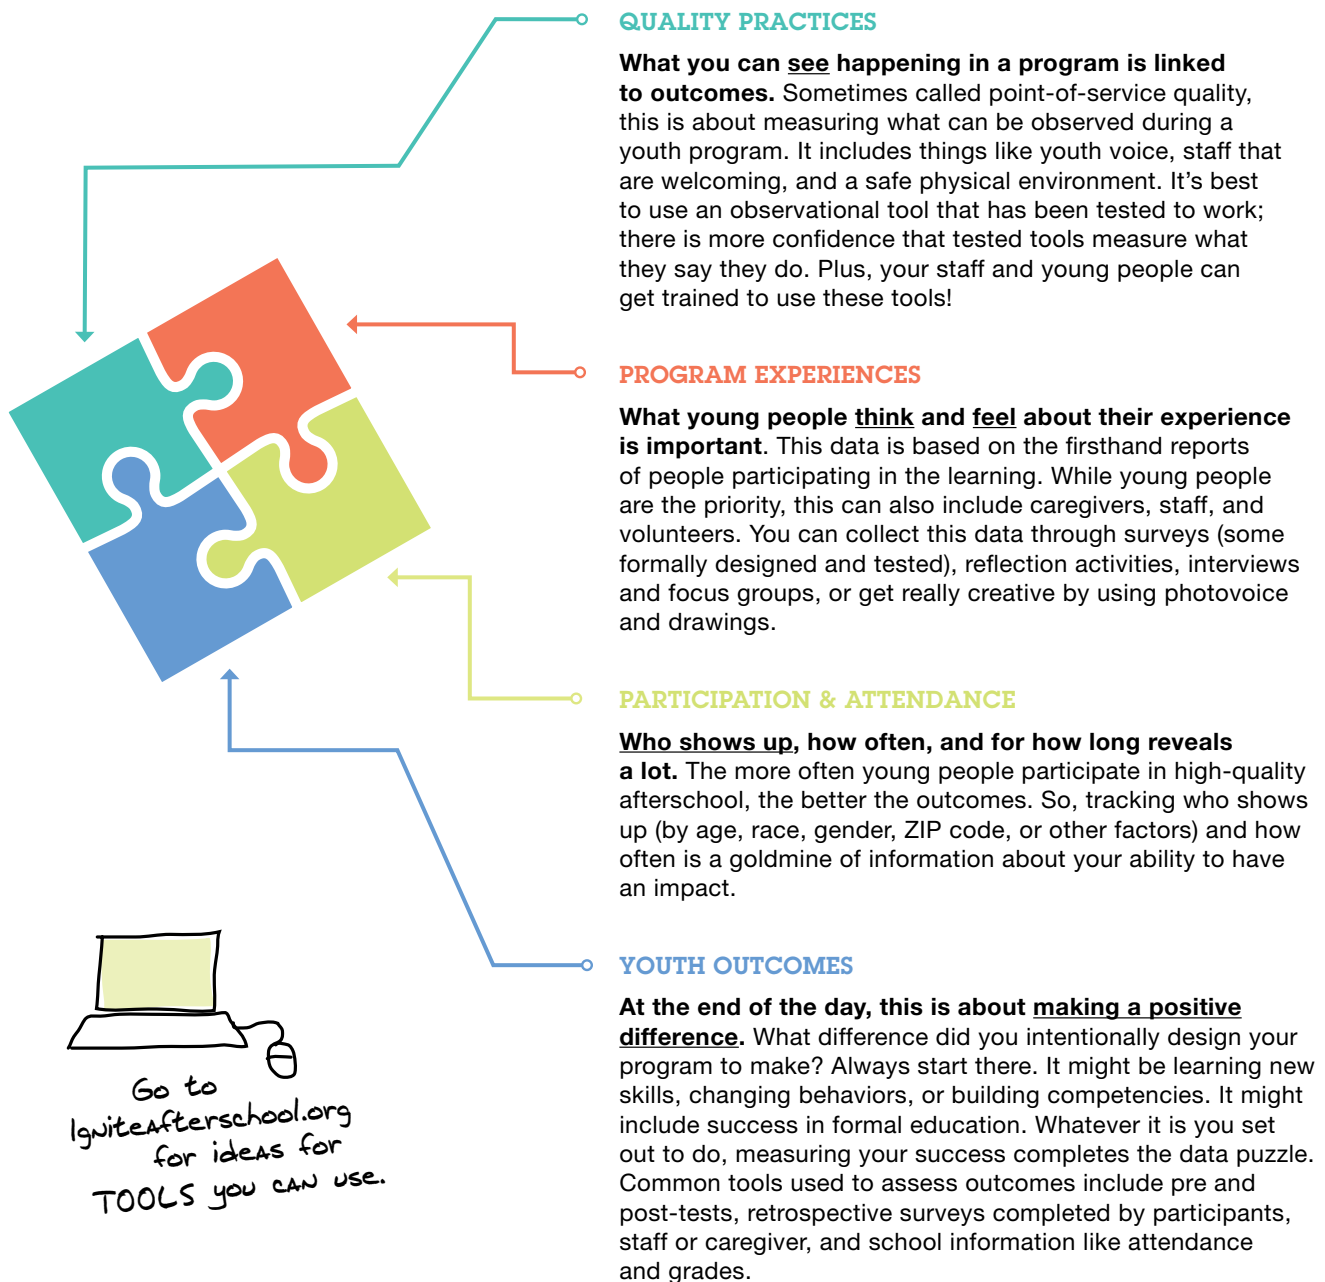 QUALITY PRACTICES
What you can see happening in a program is linked
to outcomes. Sometimes called point-of-service quality,
this is about measuring what can be observed during a
youth program. It includes things like youth voice, staff that
are welcoming, and a safe physical environment. It’s best
to use an observational tool that has been tested to work;
there is more confidence that tested tools measure what
they say they do. Plus, your staff and young people can
get trained to use these tools!
PROGRAM EXPERIENCES
What young people think and feel about their experience
is important. This data is based on the firsthand reports
of people participating in the learning. While young people
are the priority, this can also include caregivers, staff, and
volunteers. You can collect this data through surveys (some
formally designed and tested), reflection activities, interviews
and focus groups, or get really creative by using photovoice
and drawings.
PARTICIPATION & ATTENDANCE
Who shows up, how often, and for how long reveals
a lot. The more often young people participate in high-quality
afterschool, the better the outcomes. So, tracking who shows
up (by age, race, gender, ZIP code, or other factors) and how
often is a goldmine of information about your ability to have
an impact.
YOUTH OUTCOMES
At the end of the day, this is about making a positive
difference. What difference did you intentionally design your
program to make? Always start there. It might be learning new
skills, changing behaviors, or building competencies. It might
include success in formal education. Whatever it is you set
out to do, measuring your success completes the data puzzle.
Common tools used to assess outcomes include pre and
post-tests, retrospective surveys completed by participants,
staff or caregiver, and school information like attendance
and grades.
Go to
IgniteAfterschool.org
for ideas for
TOOLS you can use.